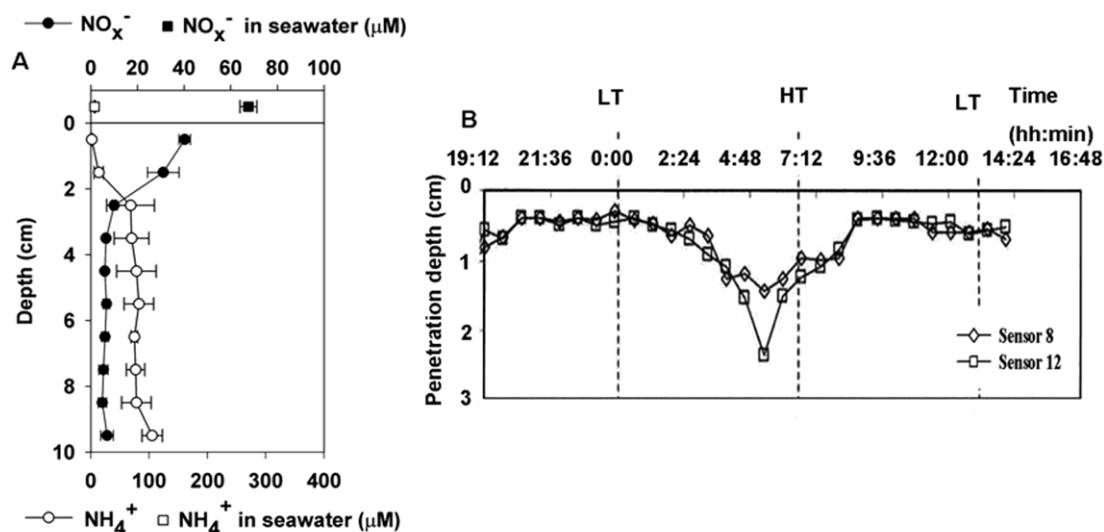 NOx- NOx- in seawater (μM)
A
0 20 40 60 80 100
0
2
4
6
8
10
Depth (cm)
0 100 200 300 400
NH4+ NH4+ in seawater (μM)
B
LT HT LT Time
(hh:min)
19:12 21:36 0:00 2:24 4:48 7:12 9:36 12:00 14:24 16:48
0
1
2
3
Penetration depth (cm)
Sensor 8
Sensor 12